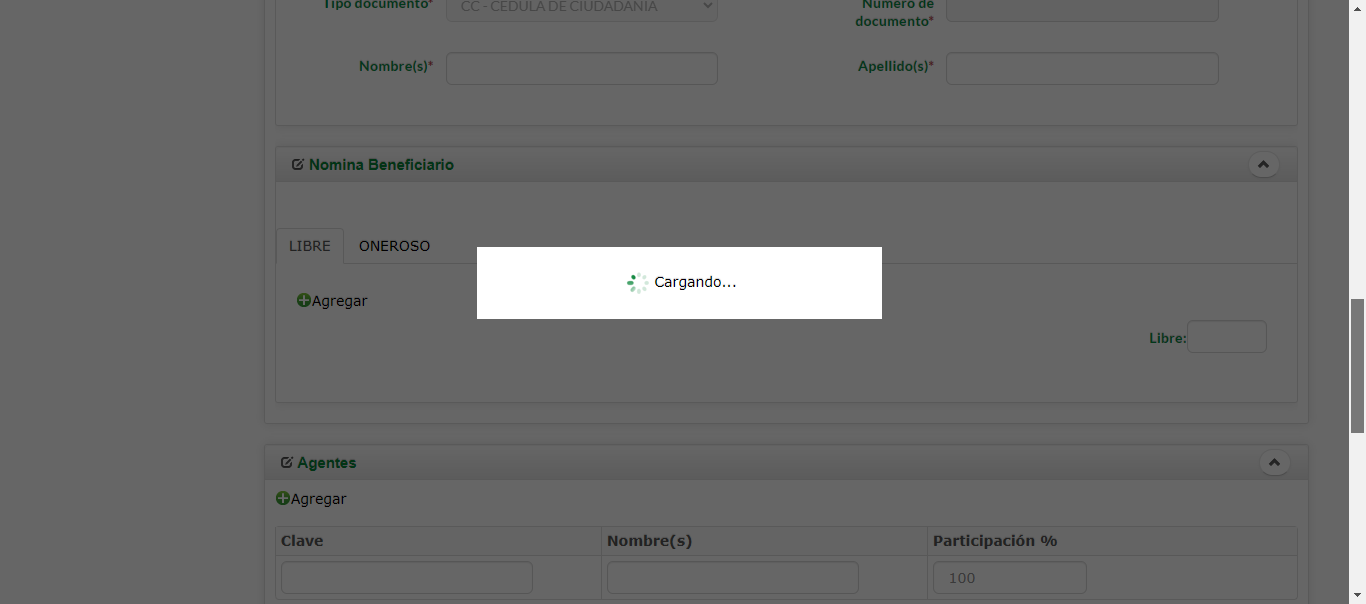 Tipo documento* CC - CEDULA DE CIUDADANIA Número de documento*
Nombre(s)* Apellido(s)*
Nomina Beneficiario
LIBRE ONEROSO
Cargando...
Agregar
Libre:
Agentes
Agregar
Clave Nombre(s) Participación %
100